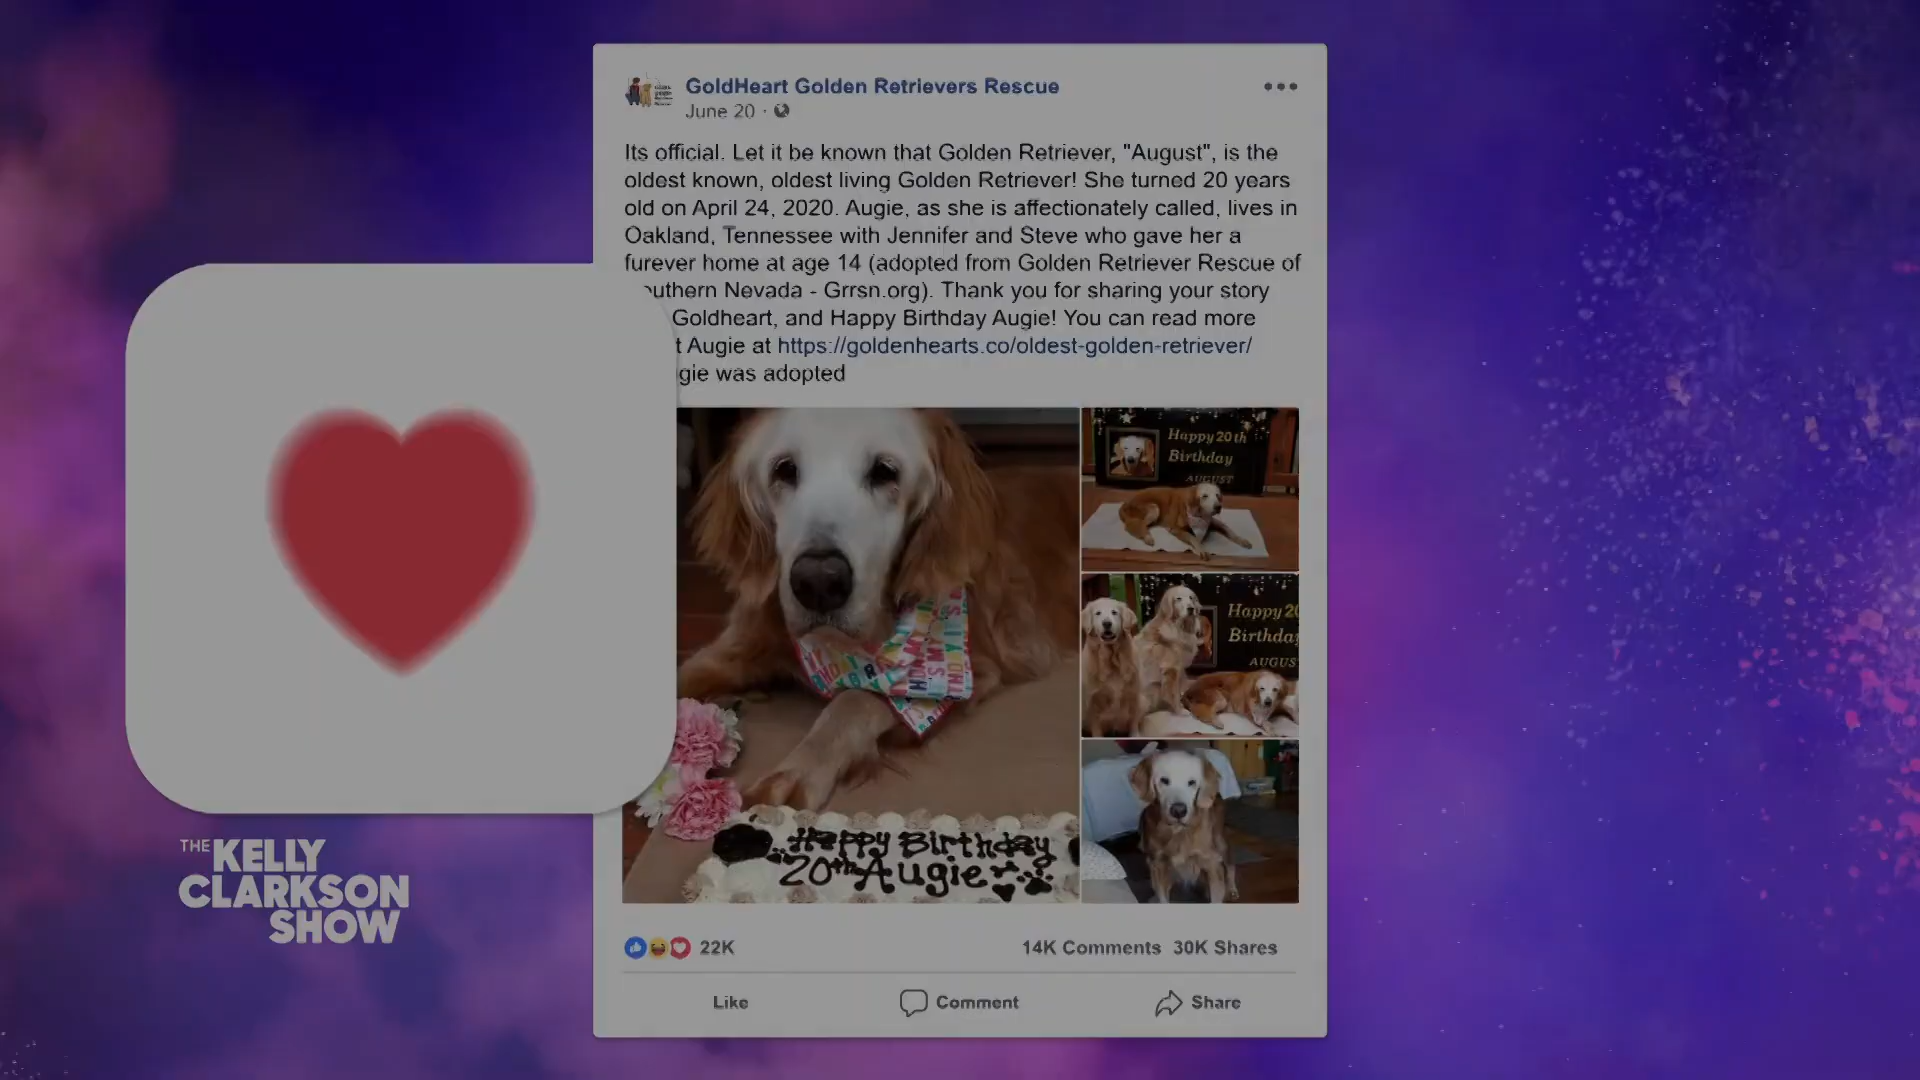 GoldHeart Golden Retrievers Rescue
June 20 ·
Its official. Let it be known that Golden Retriever, "August", is the
oldest known, oldest living Golden Retriever! She turned 20 years
old on April 24, 2020. Augie, as she is affectionately called, lives in
Oakland, Tennessee with Jennifer and Steve who gave her a
furever home at age 14 (adopted from Golden Retriever Rescue of
uthern Nevada - Grrsn.org). Thank you for sharing your story
Goldheart, and Happy Birthday Augie! You can read more
t Augie at https://goldenhearts.co/oldest-golden-retriever/
gie was adopted
Happy 20th
Birthday
AUGUST
Happy 20
Birthday
AUGUS
Happy Birthday
20th Augie
THE
KELLY
CLARKSON
SHOW
22K
14K Comments 30K Shares
Like
Comment
Share